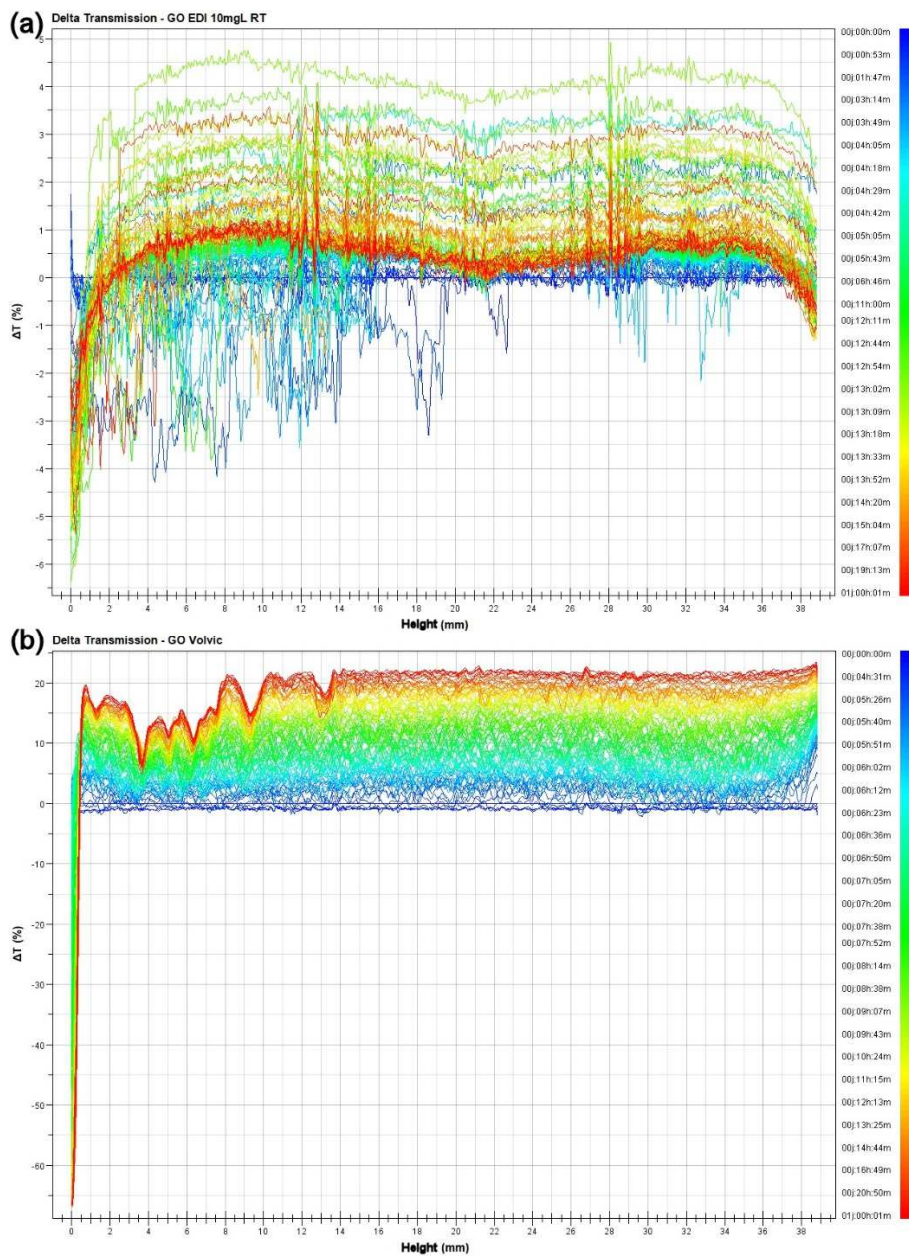 (a) Delta Transmission - GO EDI 10mgL RT
5
4
3
2
1
0
-1
-2
-3
-4
-5
-6
ΔT (%)
0 2 4 6 8 10 12 14 16 18 20 22 24 26 28 30 32 34 36 38
Height (mm)
00j:00h:00m
00j:00h:53m
00j:01h:47m
00j:03h:14m
00j:03h:49m
00j:04h:05m
00j:04h:18m
00j:04h:29m
00j:04h:42m
00j:05h:05m
00j:05h:43m
00j:06h:46m
00j:11h:00m
00j:12h:11m
00j:12h:44m
00j:12h:54m
00j:13h:02m
00j:13h:09m
00j:13h:18m
00j:13h:33m
00j:13h:52m
00j:14h:20m
00j:15h:04m
00j:17h:07m
00j:19h:13m
01j:00h:01m
(b) Delta Transmission - GO Volvic
20
10
0
-10
-20
-30
-40
-50
-60
ΔT (%)
0 2 4 6 8 10 12 14 16 18 20 22 24 26 28 30 32 34 36 38
Height (mm)
00j:00h:00m
00j:04h:31m
00j:05h:26m
00j:05h:40m
00j:05h:51m
00j:06h:02m
00j:06h:12m
00j:06h:23m
00j:06h:36m
00j:06h:50m
00j:07h:05m
00j:07h:20m
00j:07h:38m
00j:07h:52m
00j:08h:14m
00j:08h:38m
00j:09h:07m
00j:09h:43m
00j:10h:24m
00j:11h:15m
00j:12h:13m
00j:13h:25m
00j:14h:44m
00j:16h:49m
00j:20h:50m
01j:00h:01m